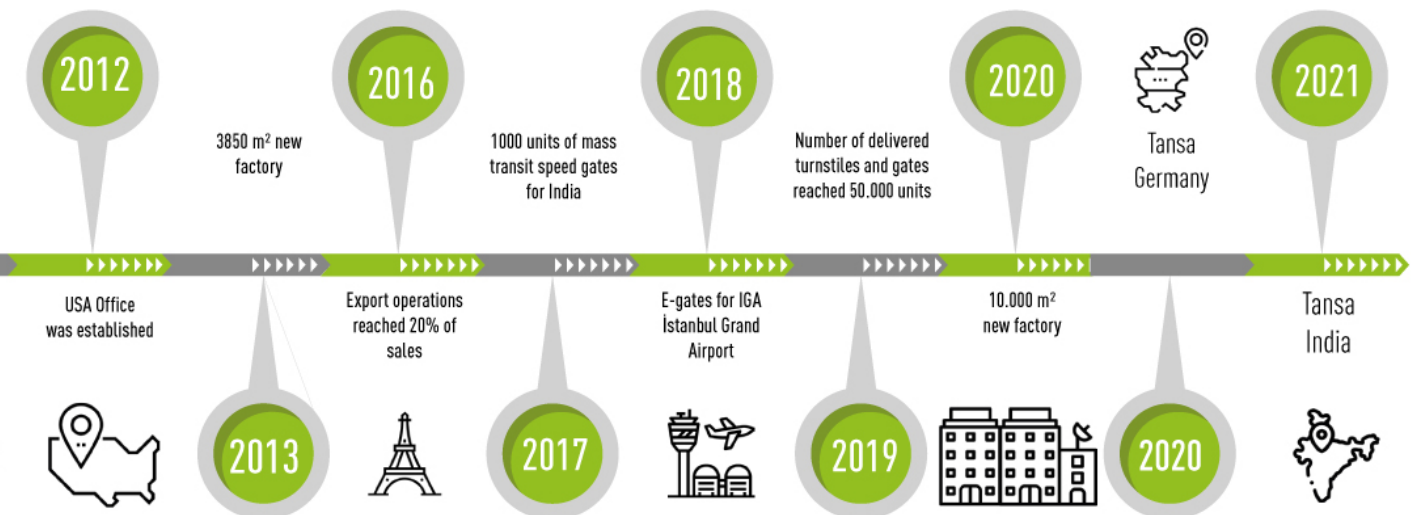 2012
USA Office
was established
3850 m² new
factory
2013
2016
Export operations
reached 20% of
sales
1000 units of mass
transit speed gates
for India
2017
2018
E-gates for IGA
İstanbul Grand
Airport
Number of delivered
turnstiles and gates
reached 50.000 units
2019
2020
10.000 m²
new factory
Tansa
Germany
2020
2021
Tansa
India